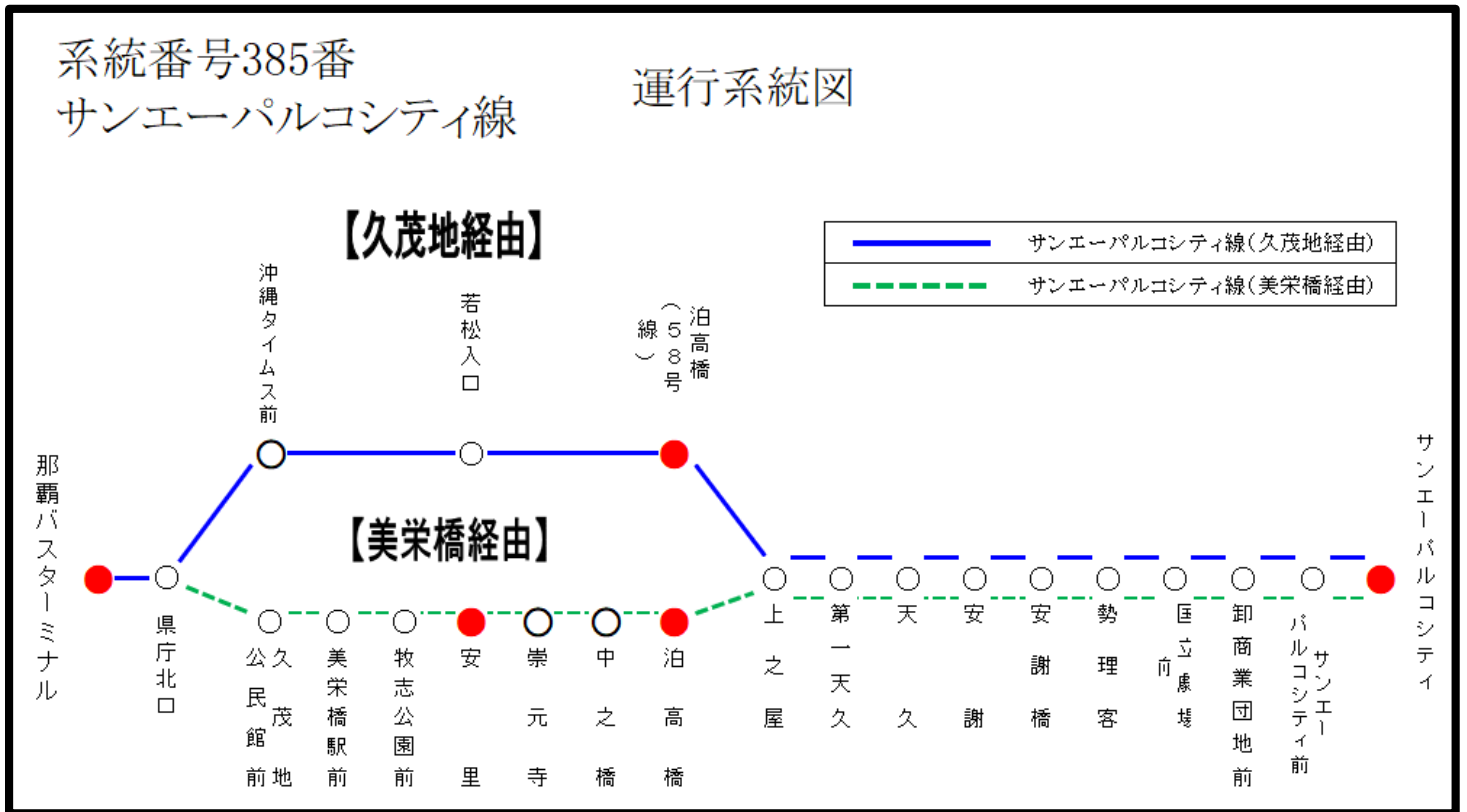 系統番号385番
サンエーパルコシティ線
運行系統図
【久茂地経由】
サンエーパルコシティ線(久茂地経由)
サンエーパルコシティ線(美栄橋経由)
沖縄タイムス前
若松入口
泊高橋
（５８号
線）
【美栄橋経由】
那覇バスターミナル
県庁北口
久茂地
公民館前
美栄橋駅前
牧志公園前
安里
崇元寺
中之橋
泊高橋
上之屋
第一天久
天久
安謝
安謝橋
勢理客
国立劇場
前
卸商業団地前
サンエー
パルコシティ前
サンエーパルコシティ